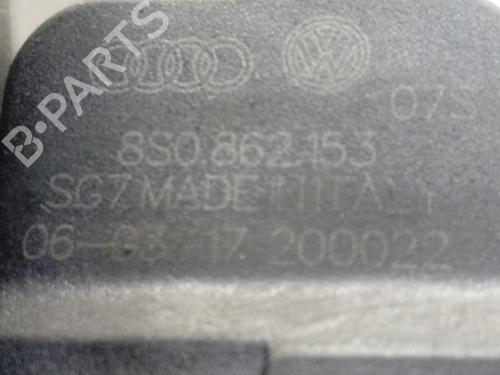 07S
8S0 862 153
SG7 MADE IN ITALY
06-03-17 200022
B-PARTS